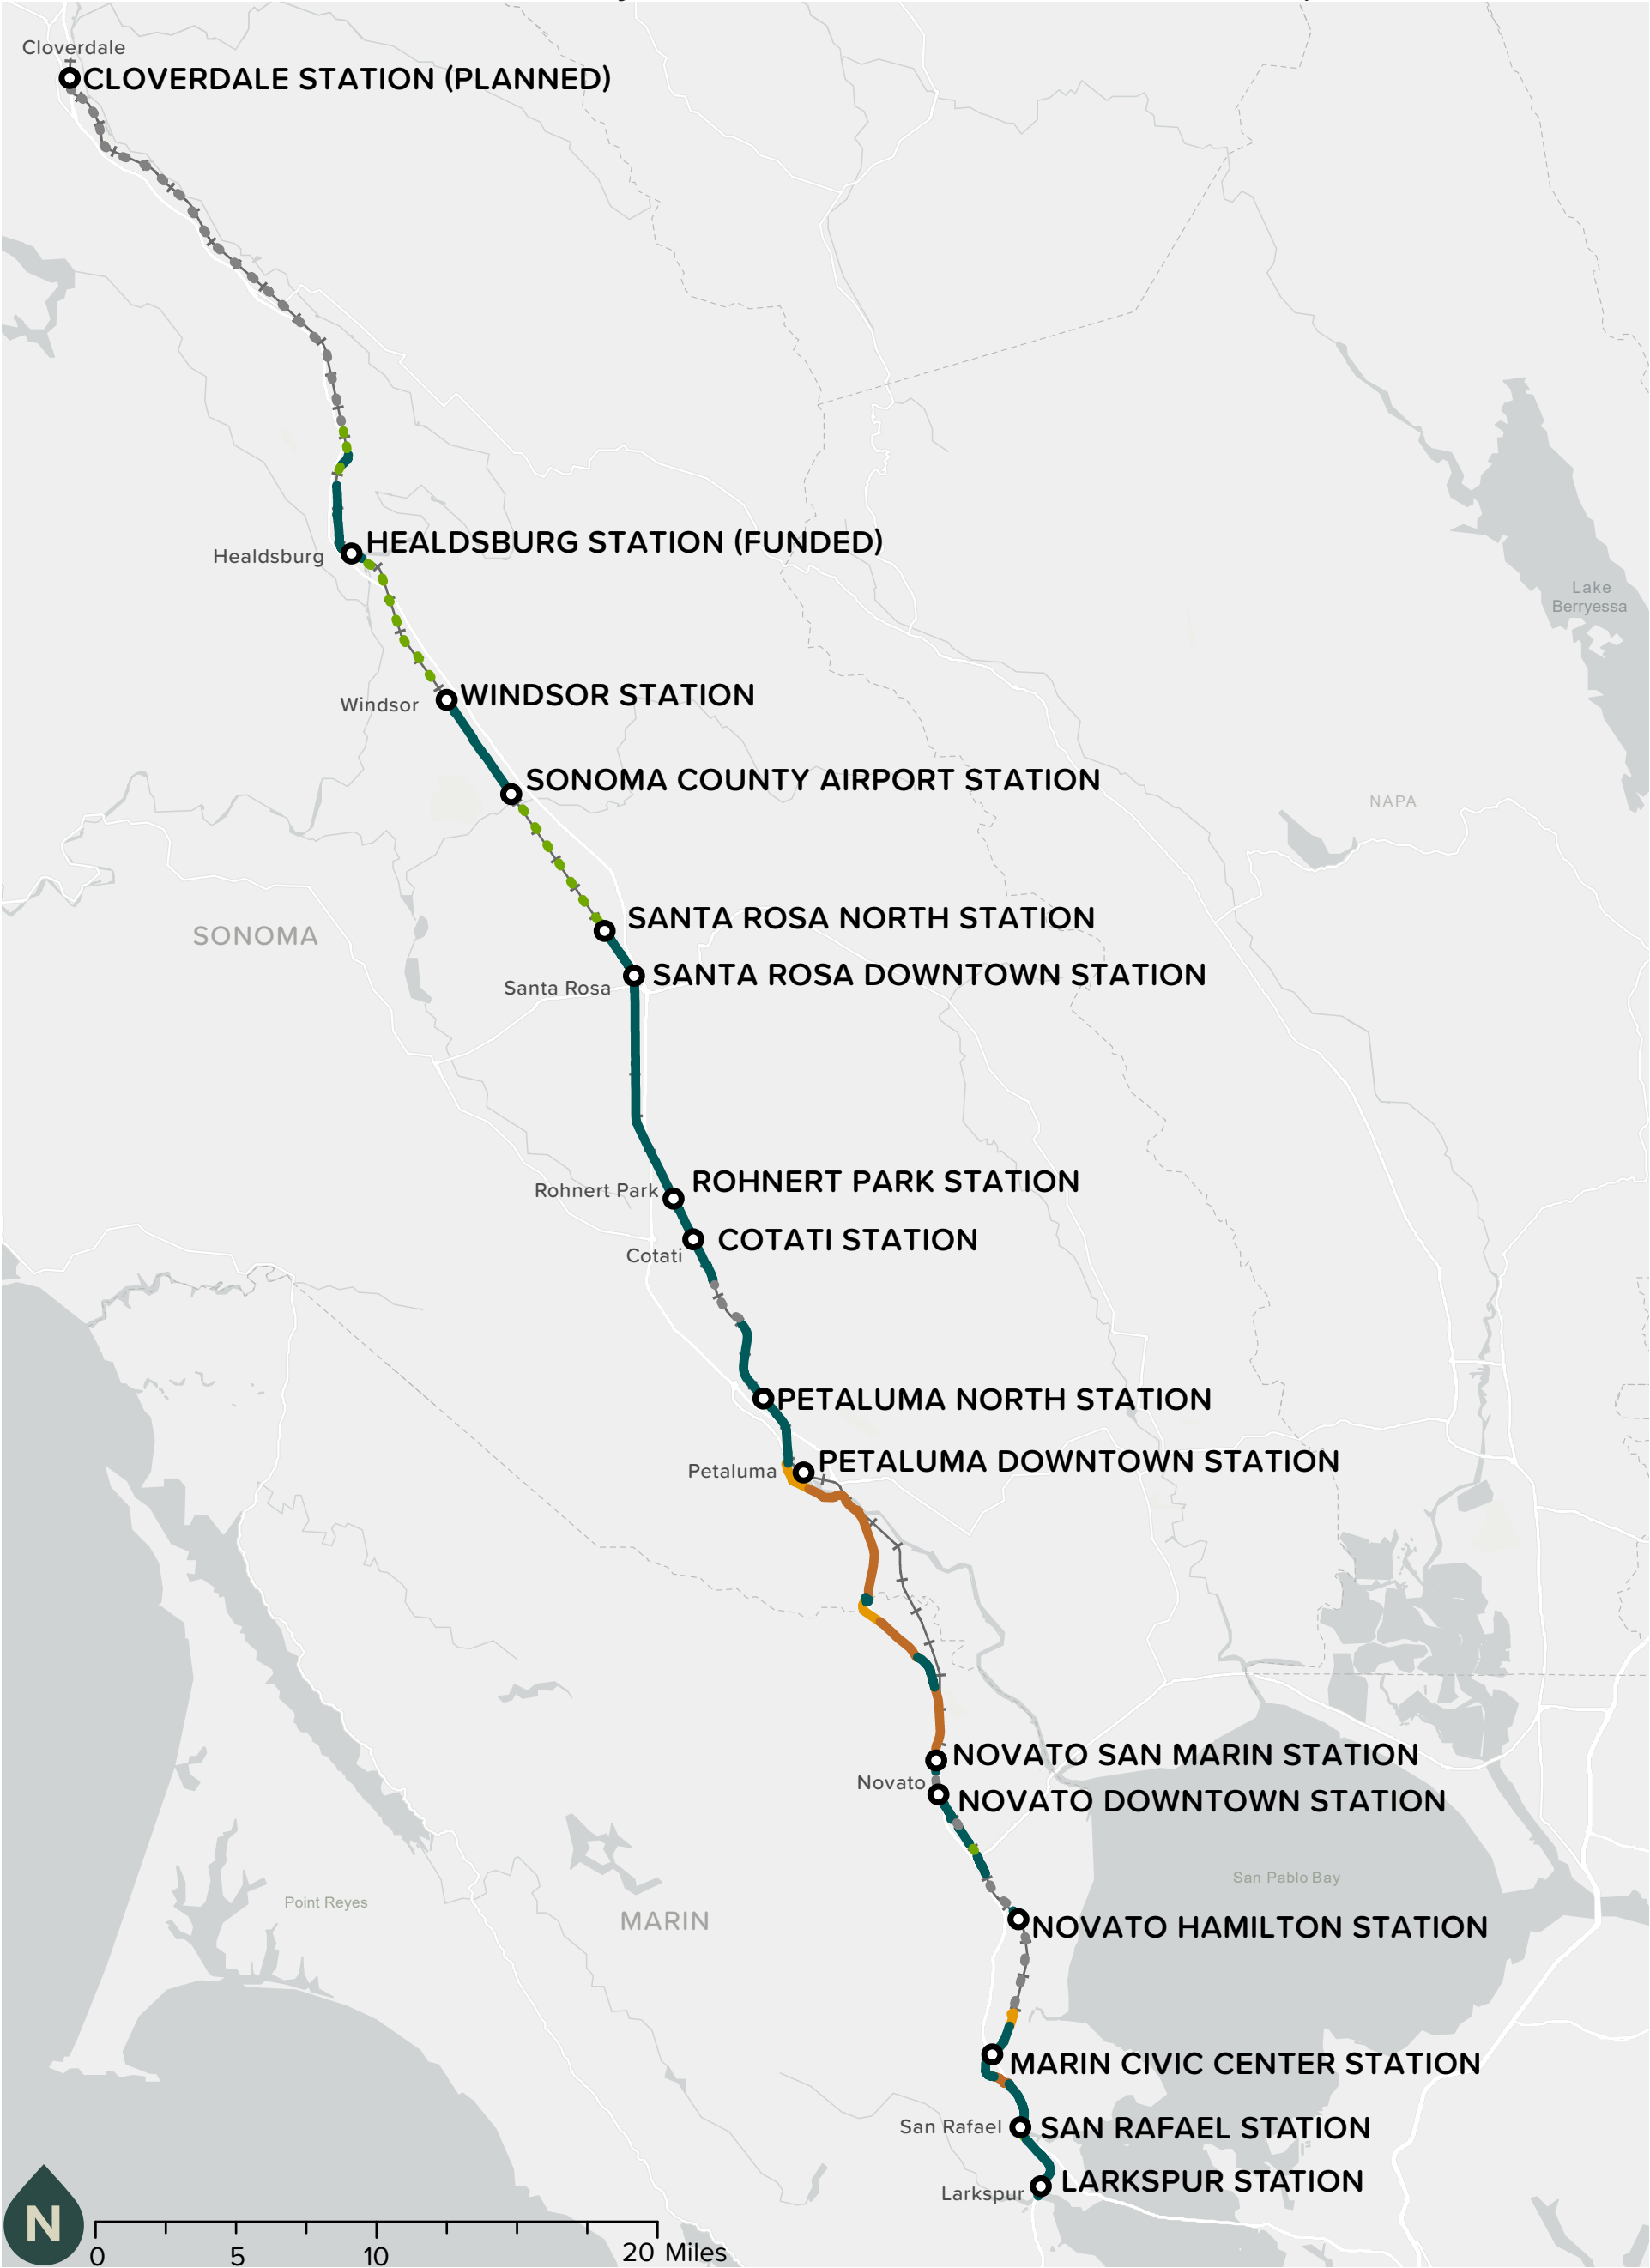 Cloverdale
CLOVERDALE STATION (PLANNED)
HEALDSBURG STATION (FUNDED)
Healdsburg
Lake
Berryessa
WINDSOR STATION
Windsor
SONOMA COUNTY AIRPORT STATION
NAPA
SANTA ROSA NORTH STATION
SONOMA
SANTA ROSA DOWNTOWN STATION
Santa Rosa
ROHNERT PARK STATION
Rohnert Park
COTATI STATION
Cotati
PETALUMA NORTH STATION
PETALUMA DOWNTOWN STATION
Petaluma
NOVATO SAN MARIN STATION
Novato
NOVATO DOWNTOWN STATION
San Pablo Bay
Point Reyes
MARIN
NOVATO HAMILTON STATION
MARIN CIVIC CENTER STATION
San Rafael
SAN RAFAEL STATION
LARKSPUR STATION
Larkspur
N
0 5 10 20 Miles